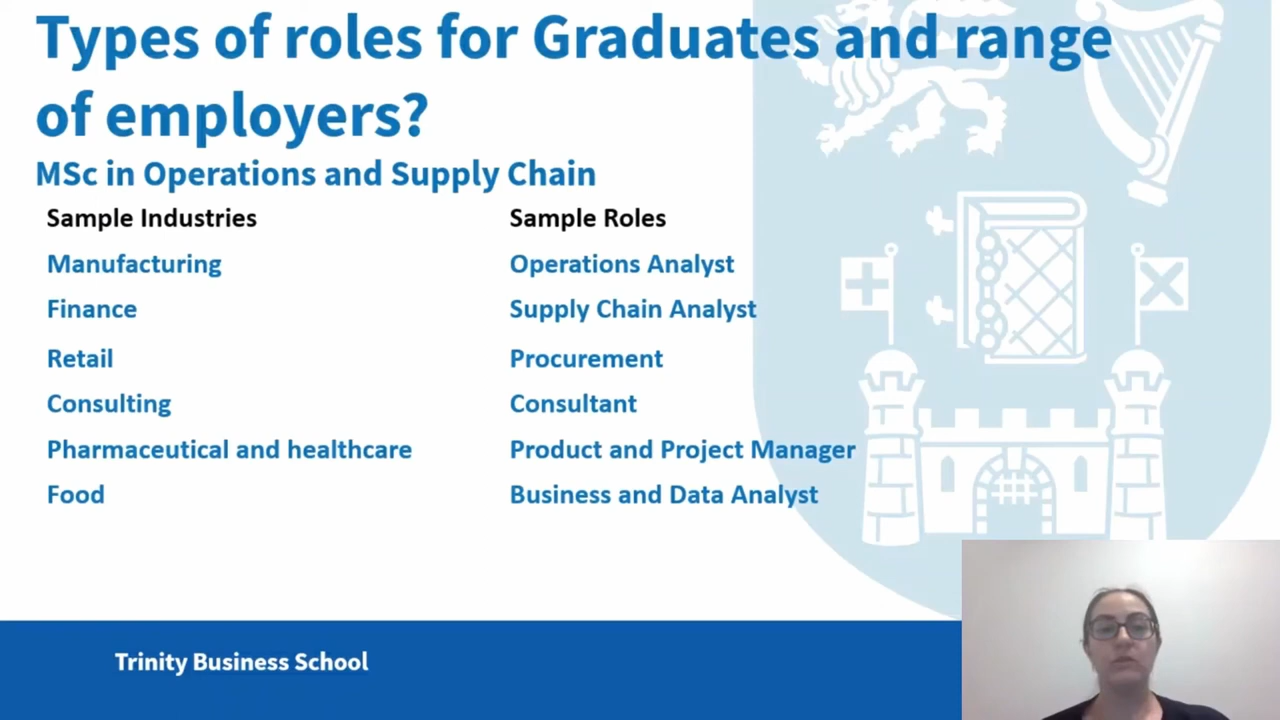 Types of roles for Graduates and range
of employers?
MSc in Operations and Supply Chain
Sample Industries
Sample Roles
Manufacturing
Operations Analyst
Finance
Supply Chain Analyst
Retail
Procurement
Consulting
Consultant
Pharmaceutical and healthcare
Product and Project Manager
Food
Business and Data Analyst
Trinity Business School